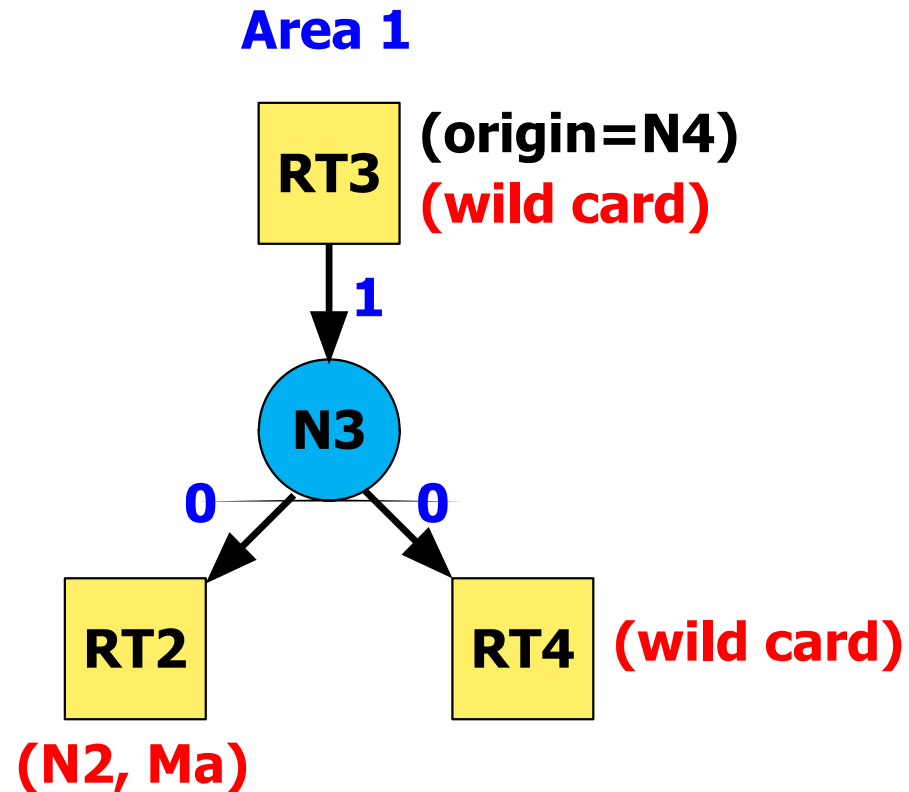 Area 1
RT3
(origin=N4)
(wild card)
1
N3
0
0
RT2
RT4
(wild card)
(N2, Ma)